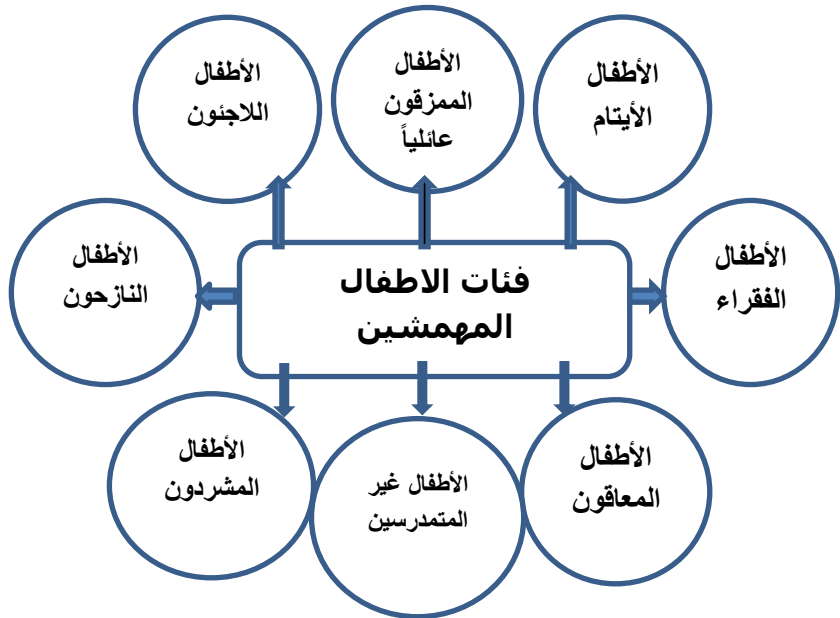 الأطفال
الأيتام
الأطفال
الممزقون
عائلياً
الأطفال
اللاجئون
الأطفال
الفقراء
فئات الاطفال
المهمشين
الأطفال
النازحون
الأطفال
المعاقون
الأطفال غير
المتمدرسين
الأطفال
المشردون